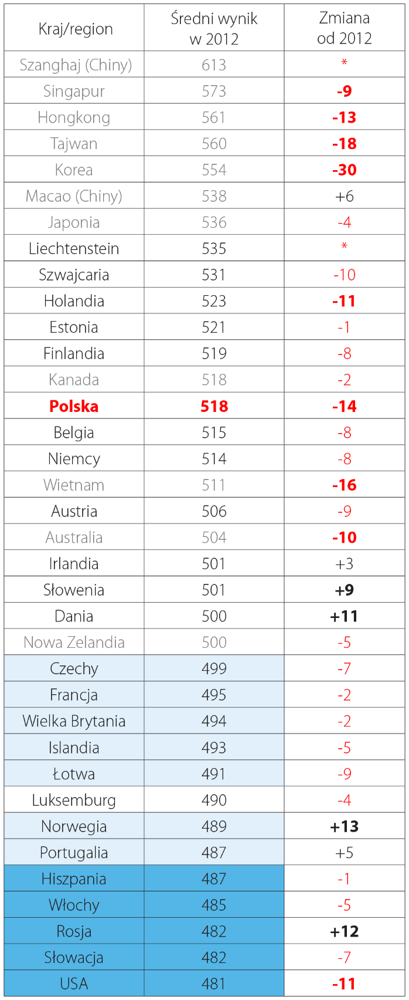 Kraj/region
Średni wynik
w 2012
Zmiana
od 2012
Szanghaj (Chiny) 613 *
Singapur 573 -9
Hongkong 561 -13
Tajwan 560 -18
Korea 554 -30
Macao (Chiny) 538 +6
Japonia 536 -4
Liechtenstein 535 *
Szwajcaria 531 -10
Holandia 523 -11
Estonia 521 -1
Finlandia 519 -8
Kanada 518 -2
Polska 518 -14
Belgia 515 -8
Niemcy 514 -8
Wietnam 511 -16
Austria 506 -9
Australia 504 -10
Irlandia 501 +3
Słowenia 501 +9
Dania 500 +11
Nowa Zelandia 500 -5
Czechy 499 -7
Francja 495 -2
Wielka Brytania 494 -2
Islandia 493 -5
Łotwa 491 -9
Luksemburg 490 -4
Norwegia 489 +13
Portugalia 487 +5
Hiszpania 487 -1
Włochy 485 -5
Rosja 482 +12
Słowacja 482 -7
USA 481 -11